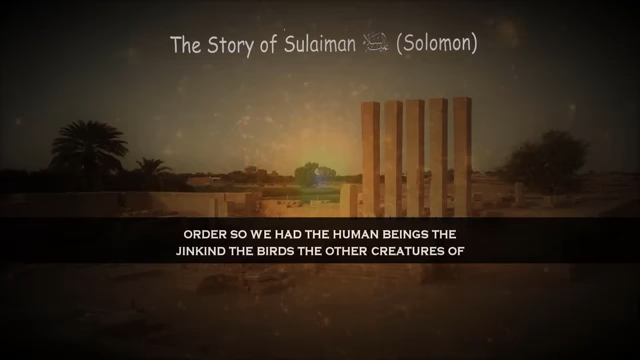 The Story of Sulaiman (Solomon)
ORDER SO WE HAD THE HUMAN BEINGS THE
JINKIND THE BIRDS THE OTHER CREATURES OF